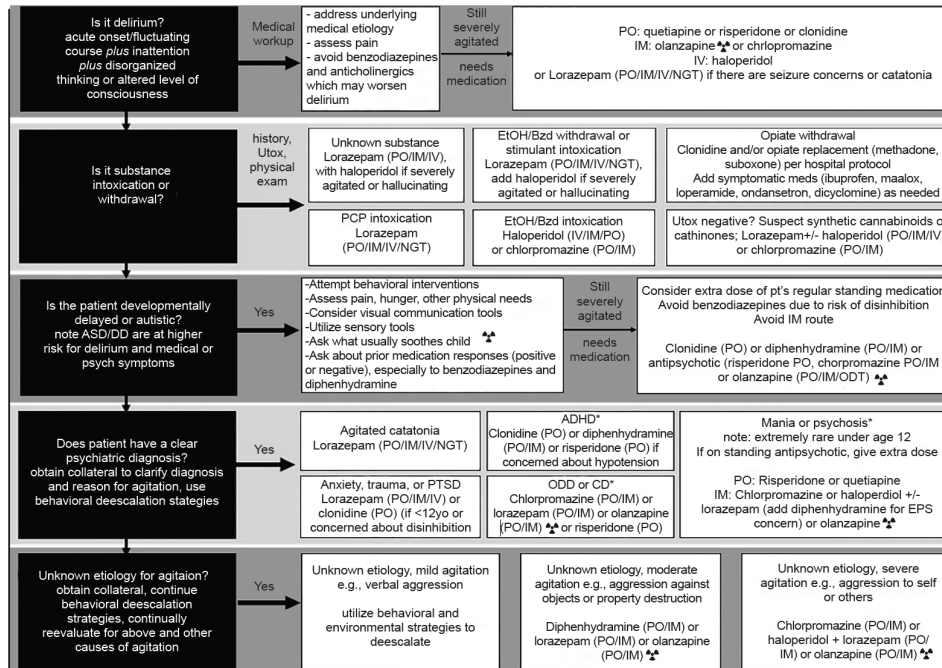 Is it delirium?
acute onset/fluctuating
course plus inattention
plus disorganized
thinking or altered level of
consciousness
Medical
workup
- address underlying
medical etiology
- assess pain
- avoid benzodiazepines
and anticholinergics
which may worsen
delirium
Still
severely
agitated
needs
medication
PO: quetiapine or risperidone or clonidine
IM: olanzapine or chrlopromazine
IV: haloperidol
or Lorazepam (PO/IM/IV/NGT) if there are seizure concerns or catatonia
Is it substance
intoxication or
withdrawal?
history,
Utox,
physical
exam
Unknown substance
Lorazepam (PO/IM/IV),
with haloperidol if severely
agitated or hallucinating
EtOH/Bzd withdrawal or
stimulant intoxication
Lorazepam (PO/IM/IV/NGT),
add haloperidol if severely
agitated or hallucinating
Opiate withdrawal
Clonidine and/or opiate replacement (methadone,
suboxone) per hospital protocol
Add symptomatic meds (ibuprofen, maalox,
loperamide, ondansetron, dicyclomine) as needed
PCP intoxication
Lorazepam
(PO/IM/IV/NGT)
EtOH/Bzd intoxication
Haloperidol (IV/IM/PO)
or chlorpromazine (PO/IM)
Utox negative? Suspect synthetic cannabinoids o
cathinones; Lorazepam+/- haloperidol (PO/IM/IV
or chlorpromazine (PO/IM)
Is the patient developmentally
delayed or autistic?
note ASD/DD are at higher
risk for delirium and medical or
psych symptoms
Yes
-Attempt behavioral interventions
-Assess pain, hunger, other physical needs
-Consider visual communication tools
-Utilize sensory tools
-Ask what usually soothes child
-Ask about prior medication responses (positive
or negative), especially to benzodiazepines and
diphenhydramine
Still
severely
agitated
needs
medication
Consider extra dose of pt's regular standing medication
Avoid benzodiazepines due to risk of disinhibition
Avoid IM route
Clonidine (PO) or diphenhydramine (PO/IM) or
antipsychotic (risperidone PO, chorpromazine PO/IM
or olanzapine (PO/IM/ODT)
Does patient have a clear
psychiatric diagnosis?
obtain collateral to clarify diagnosis
and reason for agitation, use
behavioral deescalation stategies
Yes
Agitated catatonia
Lorazepam (PO/IM/IV/NGT)
ADHD*
Clonidine (PO) or diphenhydramine
(PO/IM) or risperidone (PO) if
concerned about hypotension
Mania or psychosis*
note: extremely rare under age 12
If on standing antipsychotic, give extra dose
PO: Risperidone or quetiapine
IM: Chlorpromazine or haloperdiol +/-
lorazepam (add diphenhydramine for EPS
concern) or olanzapine
Anxiety, trauma, or PTSD
Lorazepam (PO/IM/IV) or
clonidine (PO) (if <12yo or
concerned about disinhibition
ODD or CD*
Chlorpromazine (PO/IM) or
lorazepam (PO/IM) or olanzapine
(PO/IM) or risperidone (PO)
Unknown etiology for agitaion?
obtain collateral, continue
behavioral deescalation
strategies, continually
reevaluate for above and other
causes of agitation
Yes
Unknown etiology, mild agitation
e.g., verbal aggression
utilize behavioral and
environmental strategies to
deescalate
Unknown etiology, moderate
agitation e.g., aggression against
objects or property destruction
Diphenhydramine (PO/IM) or
lorazepam (PO/IM) or olanzapine
(PO/IM)
Unknown etiology, severe
agitation e.g., aggression to self
or others
Chlorpromazine (PO/IM) or
haloperidol + lorazepam (PO/
IM) or olanzapine (PO/IM)